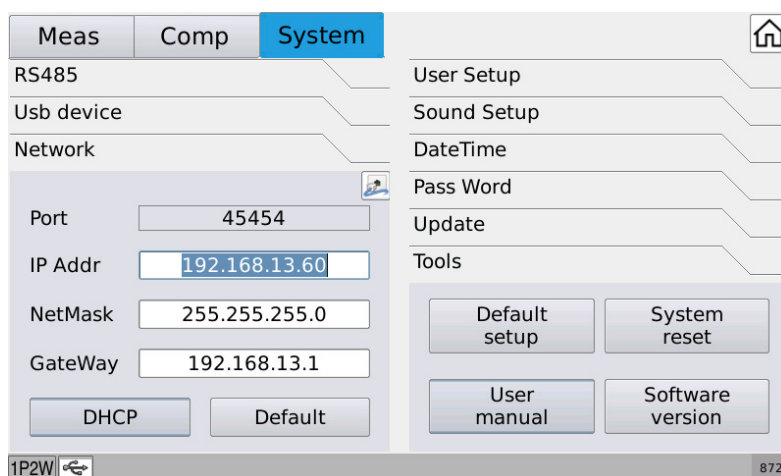 Meas Comp System
RS485
Usb device
Network
Port 45454
IP Addr 192.168.13.60
NetMask 255.255.255.0
GateWay 192.168.13.1
DHCP Default
User Setup
Sound Setup
DateTime
Pass Word
Update
Tools
Default setup
System reset
User manual
Software version
1P2W
872